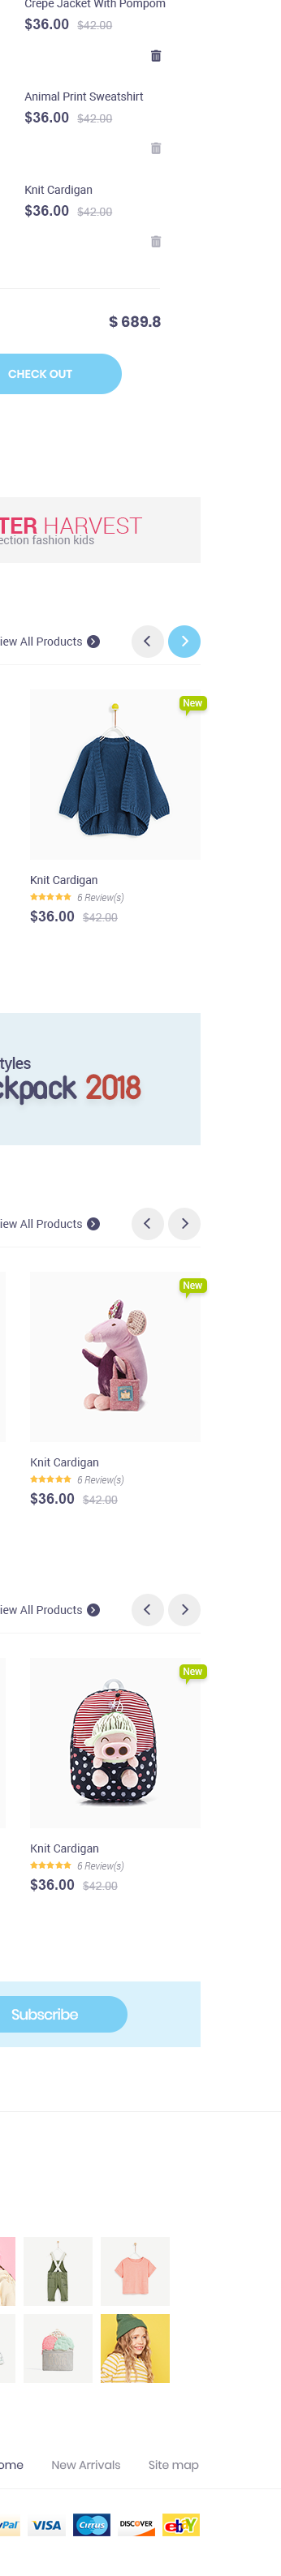 Crepe Jacket With Pompom
$36.00 $42.00
Animal Print Sweatshirt
$36.00 $42.00
Knit Cardigan
$36.00 $42.00
$ 689.8
CHECK OUT
TER HARVEST
ection fashion kids
iew All Products
New
Knit Cardigan
6 Review(s)
$36.00 $42.00
tyles
ckpack 2018
iew All Products
New
Knit Cardigan
6 Review(s)
$36.00 $42.00
iew All Products
New
Knit Cardigan
6 Review(s)
$36.00 $42.00
Subscribe
ome New Arrivals Site map
yPal VISA Cirrus DISCOVER ebY